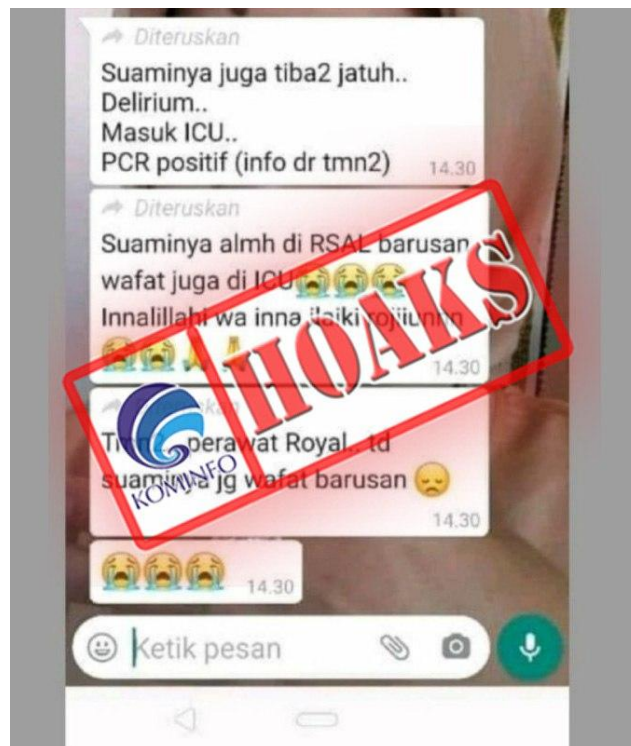 Diteruskan
Suaminya juga tiba2 jatuh..
Delirium..
Masuk ICU..
PCR positif (info dr tmn2) 14.30
Diteruskan
Suaminya almh di RSAL barusan
wafat juga di ICU😭😭😭
Innalillahi wa inna ilaiki rojiiunnn
😭😭🙏🙏 14.30
HOAKS
KOMINFO
perawat Royal.. td
suaminya jg wafat barusan 😞
14.30
😭😭😭 14.30
Ketik pesan